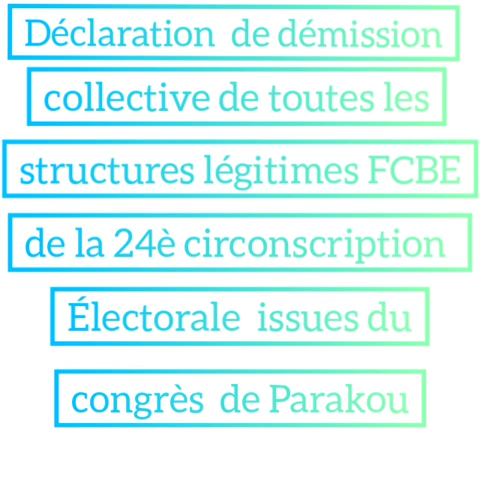 Déclaration de démission
collective de toutes les
structures légitimes FCBE
de la 24è circonscription
Électorale issues du
congrès de Parakou